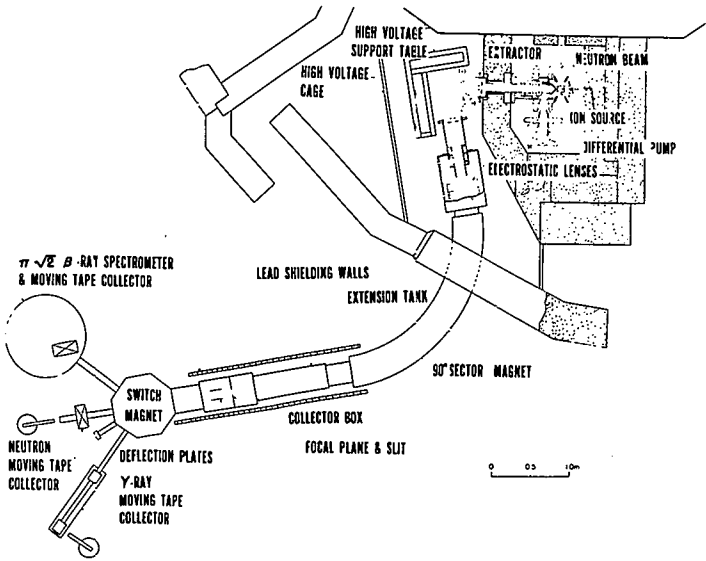 HIGH VOLTAGE
SUPPORT TABLE
EXTRACTOR
NEUTRON BEAM
HIGH VOLTAGE
CAGE
ION SOURCE
DIFFERENTIAL PUMP
ELECTROSTATIC LENSES
π √2 β-RAY SPECTROMETER
& MOVING TAPE COLLECTOR
LEAD SHIELDING WALLS
EXTENSION TANK
90° SECTOR MAGNET
SWITCH
MAGNET
COLLECTOR BOX
FOCAL PLANE & SLIT
NEUTRON
MOVING TAPE
COLLECTOR
DEFLECTION PLATES
γ-RAY
MOVING TAPE
COLLECTOR
0 0.5 1.0m